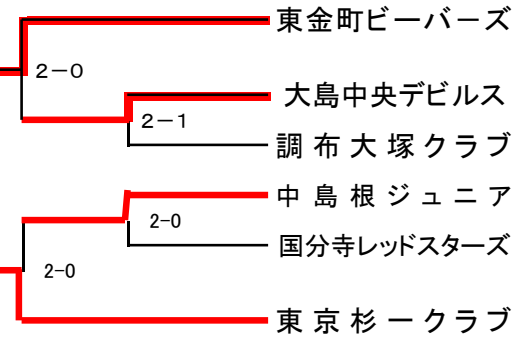 東金町ビーバーズ
2－0
大島中央デビルス
2－1
調布大塚クラブ
中島根ジュニア
2-0
国分寺レッドスターズ
2-0
東京杉一クラブ